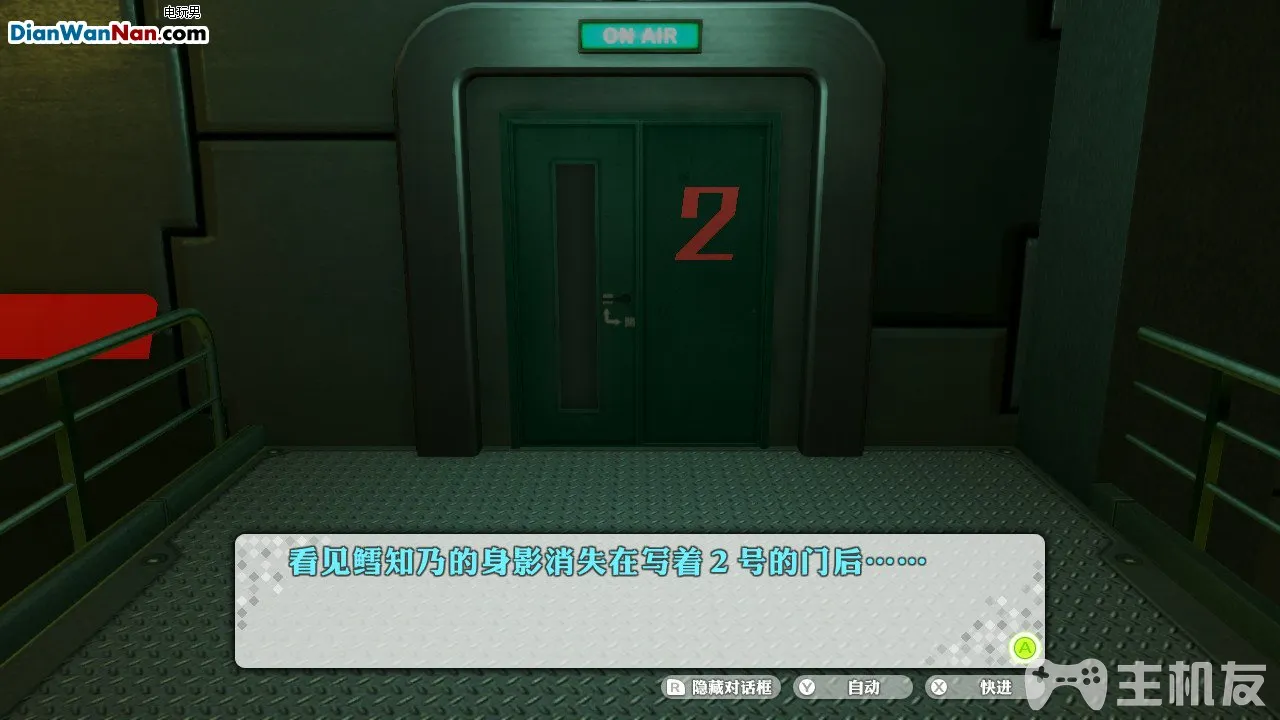 电玩男
DianWanNan.com
ON AIR
2
看见鳕知乃的身影消失在写着2号的门后……
A
R 隐藏对话框 Y 自动 X 快进
主机友